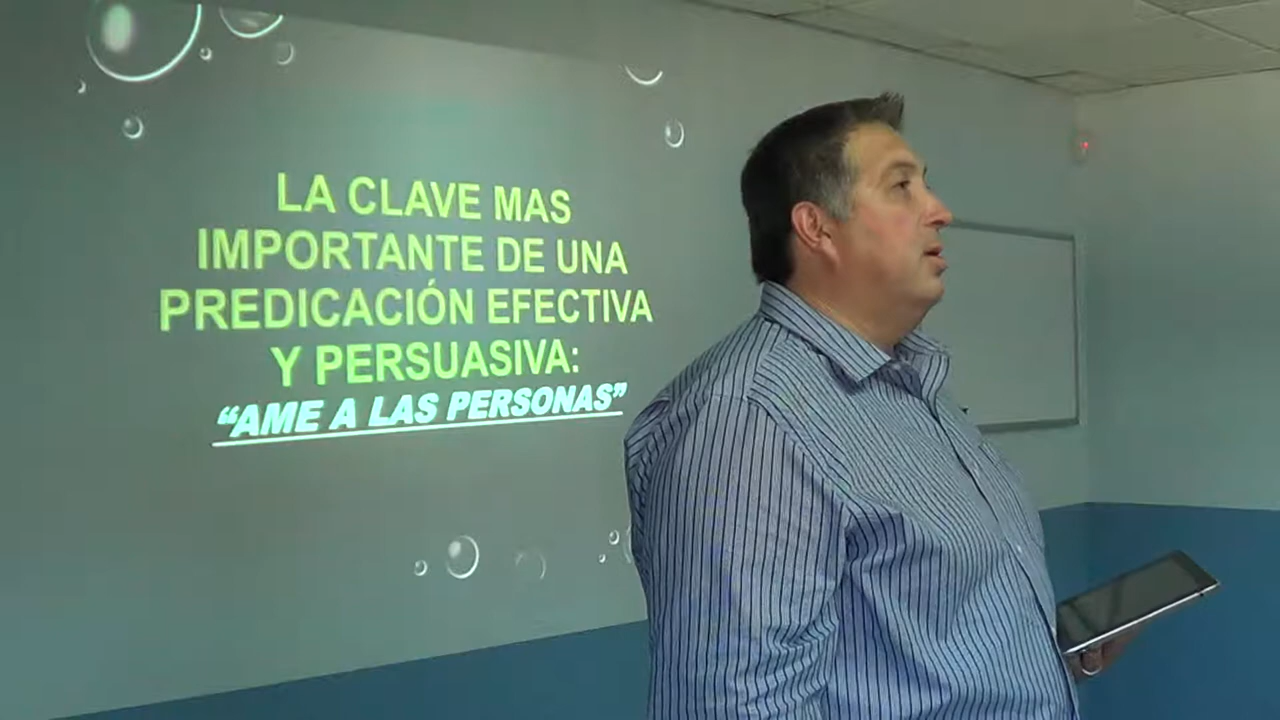 LA CLAVE MAS
IMPORTANTE DE UNA
PREDICACIÓN EFECTIVA
Y PERSUASIVA:
“AME A LAS PERSONAS”